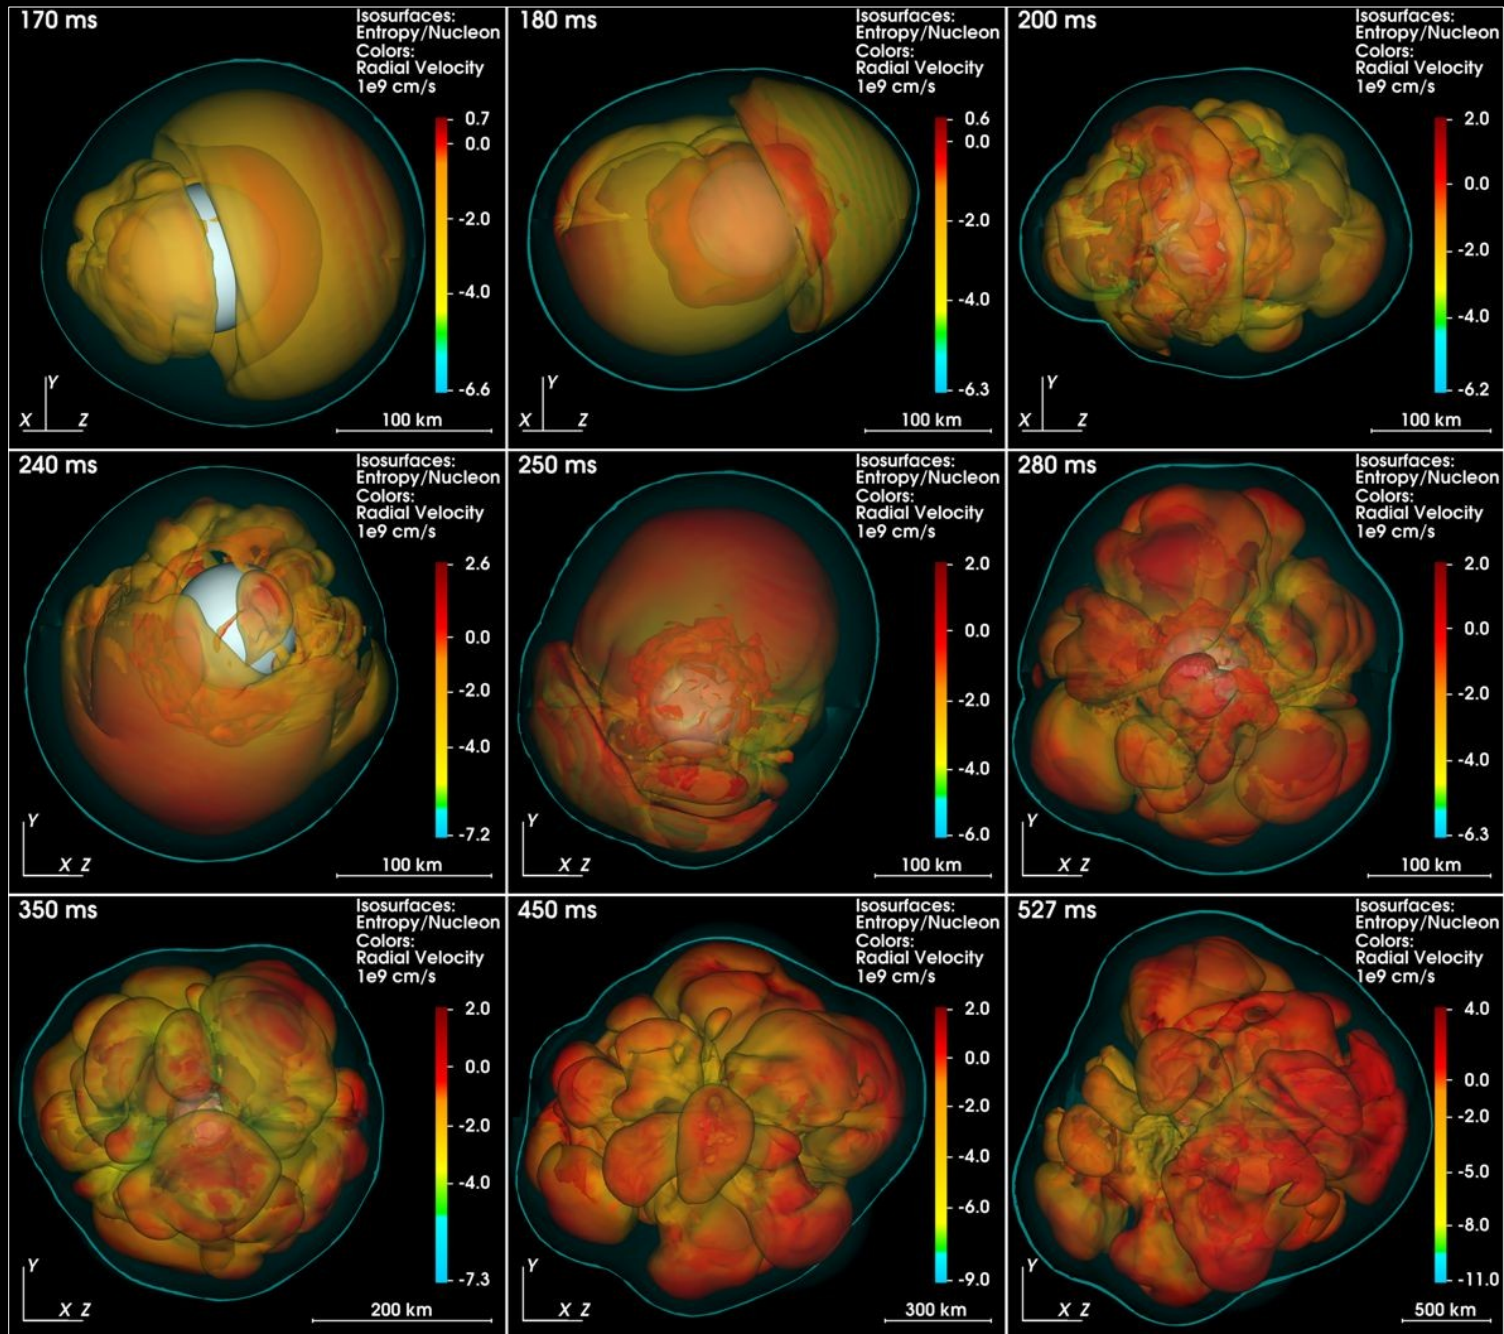 170 ms
Isosurfaces:
Entropy/Nucleon
Colors:
Radial Velocity
1e9 cm/s
0.7
0.0
-2.0
-4.0
-6.6
Y
X Z
100 km
180 ms
Isosurfaces:
Entropy/Nucleon
Colors:
Radial Velocity
1e9 cm/s
0.6
0.0
-2.0
-4.0
-6.3
Y
X Z
100 km
200 ms
Isosurfaces:
Entropy/Nucleon
Colors:
Radial Velocity
1e9 cm/s
2.0
0.0
-2.0
-4.0
-6.2
Y
X Z
100 km
240 ms
Isosurfaces:
Entropy/Nucleon
Colors:
Radial Velocity
1e9 cm/s
2.6
0.0
-2.0
-4.0
-7.2
Y
X Z
100 km
250 ms
Isosurfaces:
Entropy/Nucleon
Colors:
Radial Velocity
1e9 cm/s
2.0
0.0
-2.0
-4.0
-6.0
Y
X Z
100 km
280 ms
Isosurfaces:
Entropy/Nucleon
Colors:
Radial Velocity
1e9 cm/s
2.0
0.0
-2.0
-4.0
-6.3
Y
X Z
100 km
350 ms
Isosurfaces:
Entropy/Nucleon
Colors:
Radial Velocity
1e9 cm/s
2.0
0.0
-2.0
-4.0
-7.3
Y
X Z
200 km
450 ms
Isosurfaces:
Entropy/Nucleon
Colors:
Radial Velocity
1e9 cm/s
2.0
0.0
-2.0
-4.0
-6.0
-9.0
Y
X Z
300 km
527 ms
Isosurfaces:
Entropy/Nucleon
Colors:
Radial Velocity
1e9 cm/s
4.0
0.0
-2.0
-5.0
-8.0
-11.0
Y
X Z
500 km